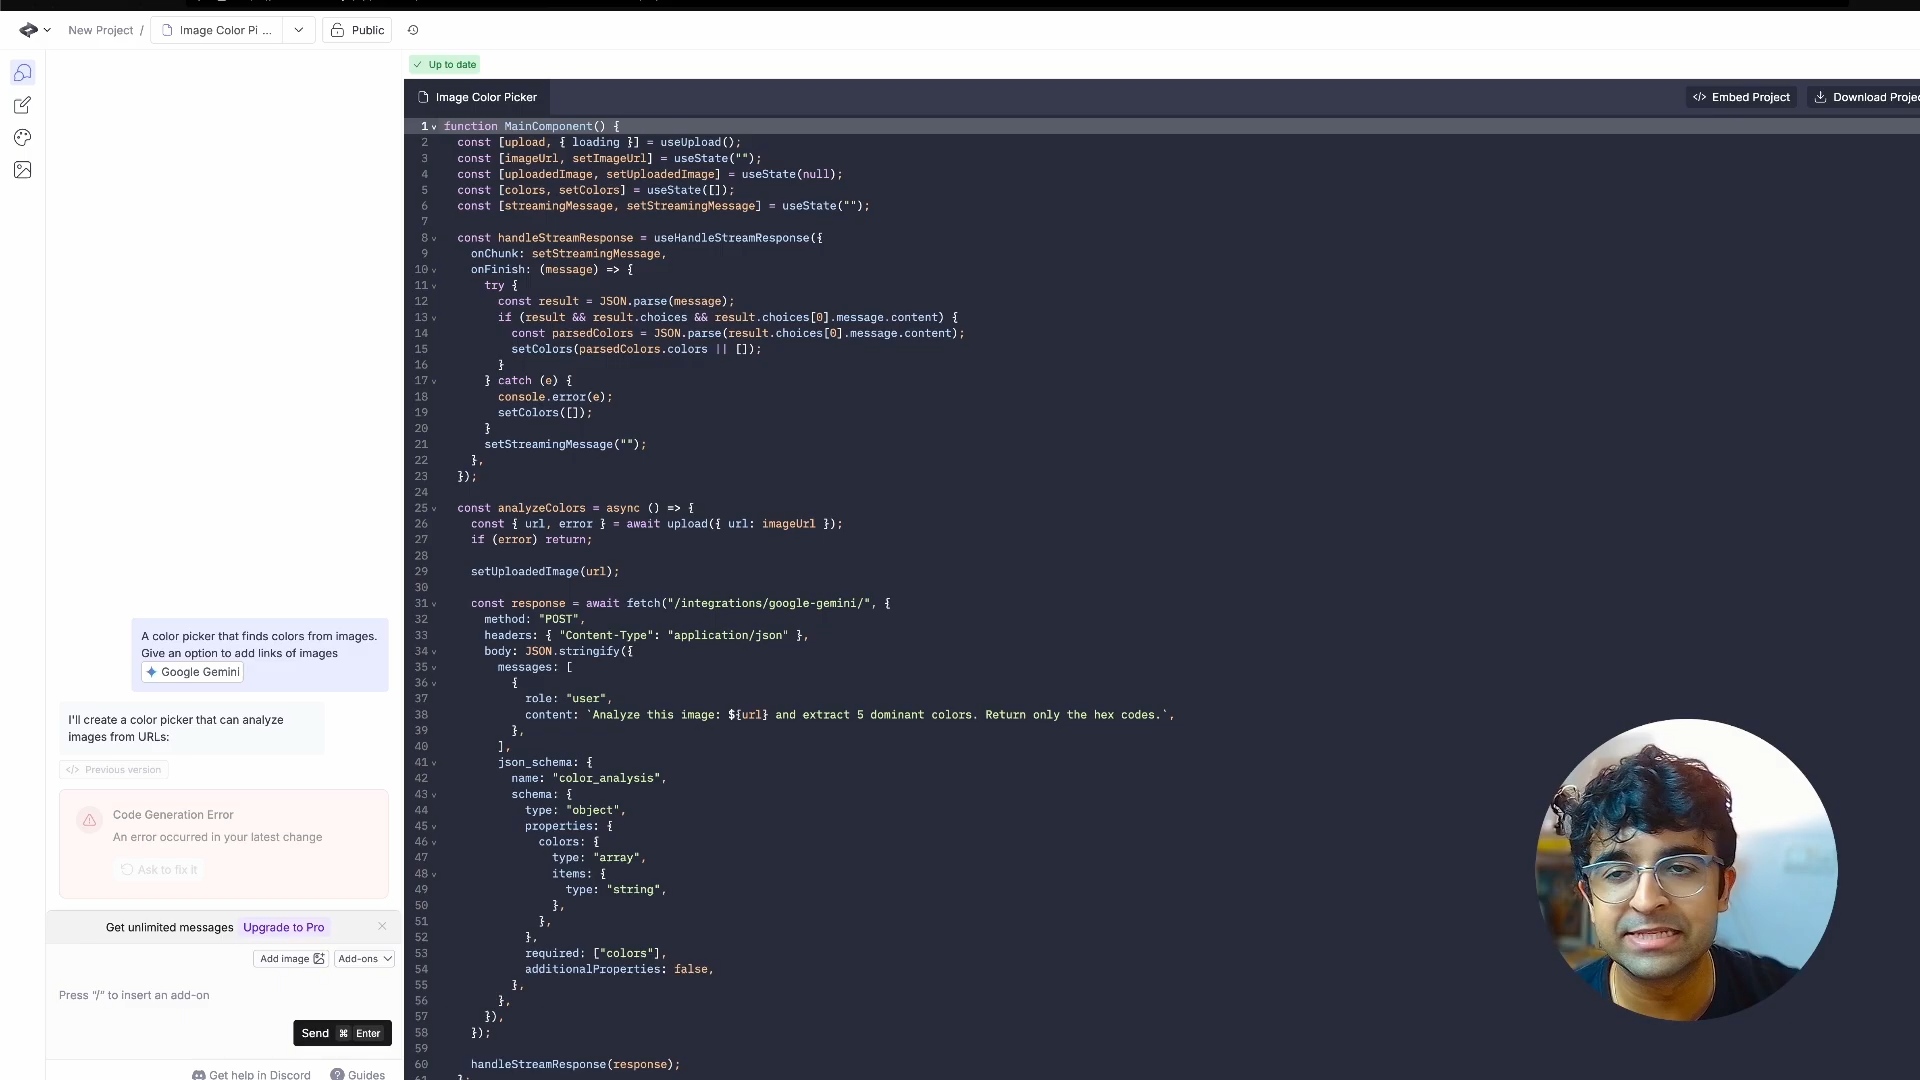 New Project / Image Color Pi ... Public
Up to date
Image Color Picker
Embed Project
Download Projec
1 function MainComponent() {
2 const [upload, { loading }] = useUpload();
3 const [imageUrl, setImageUrl] = useState("");
4 const [uploadedImage, setUploadedImage] = useState(null);
5 const [colors, setColors] = useState([]);
6 const [streamingMessage, setStreamingMessage] = useState("");
7
8 const handleStreamResponse = useHandleStreamResponse({
9 onChunk: setStreamingMessage,
10 onFinish: (message) => {
11 try {
12 const result = JSON.parse(message);
13 if (result && result.choices && result.choices[0].message.content) {
14 const parsedColors = JSON.parse(result.choices[0].message.content);
15 setColors(parsedColors.colors || []);
16 }
17 } catch (e) {
18 console.error(e);
19 setColors([]);
20 }
21 setStreamingMessage("");
22 },
23 });
24
25 const analyzeColors = async () => {
26 const { url, error } = await upload({ url: imageUrl });
27 if (error) return;
28
29 setUploadedImage(url);
30
31 const response = await fetch("/integrations/google-gemini/", {
32 method: "POST",
33 headers: { "Content-Type": "application/json" },
34 body: JSON.stringify({
35 messages: [
36 {
37 role: "user",
38 content: `Analyze this image: ${url} and extract 5 dominant colors. Return only the hex codes.`,
39 },
40 ],
41 json_schema: {
42 name: "color_analysis",
43 schema: {
44 type: "object",
45 properties: {
46 colors: {
47 type: "array",
48 items: {
49 type: "string",
50 },
51 },
52 },
53 required: ["colors"],
54 additionalProperties: false,
55 },
56 },
57 }),
58 });
59
60 handleStreamResponse(response);
A color picker that finds colors from images.
Give an option to add links of images
Google Gemini
I'll create a color picker that can analyze
images from URLs:
</> Previous version
Code Generation Error
An error occurred in your latest change
Ask to fix it
Get unlimited messages Upgrade to Pro
Add image Add-ons
Press "/" to insert an add-on
Send ⌘ Enter
Get help in Discord Guides